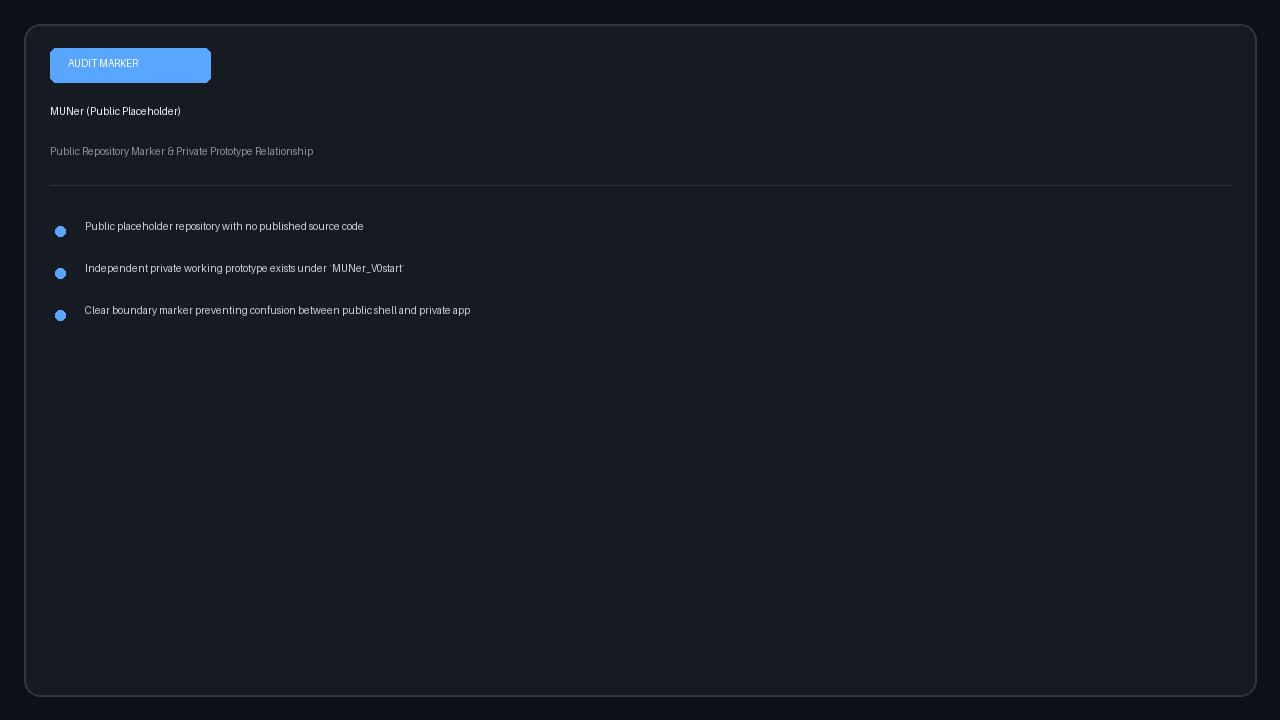 AUDIT MARKER
MUNer (Public Placeholder)
Public Repository Marker & Private Prototype Relationship
Public placeholder repository with no published source code
Independent private working prototype exists under `MUNer_V0start`
Clear boundary marker preventing confusion between public shell and private app